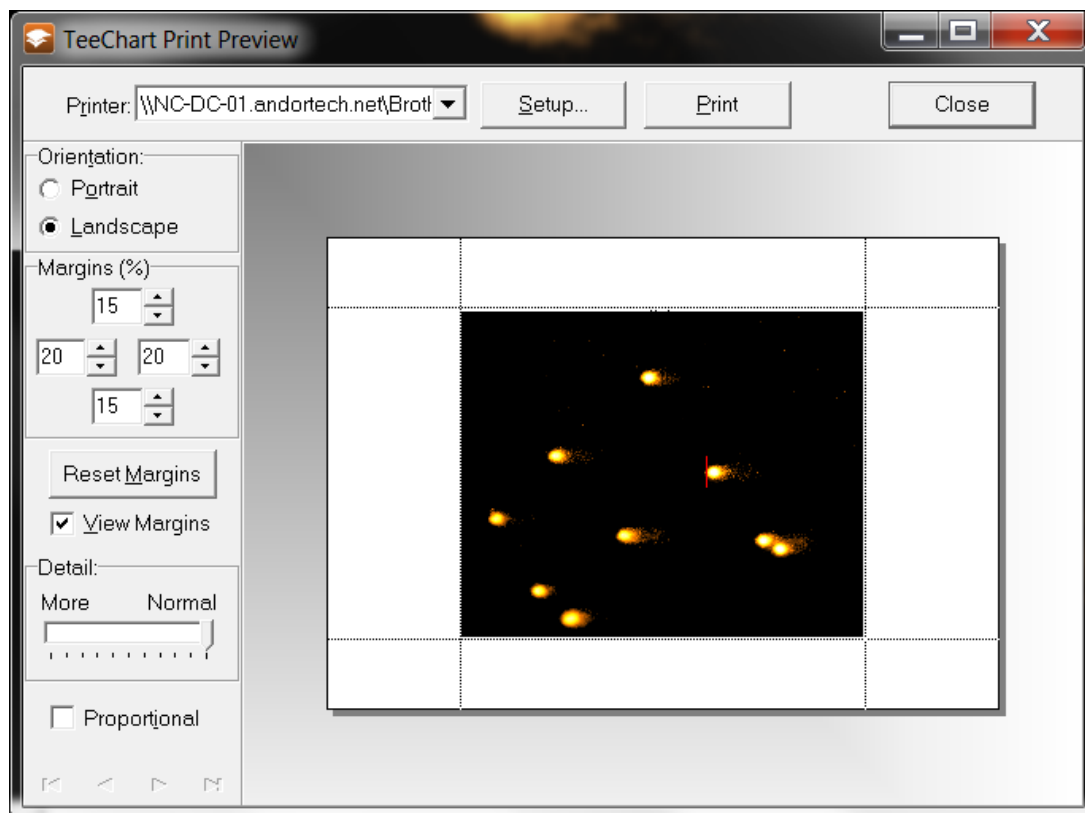 TeeChart Print Preview
X
Printer: \\NC-DC-01.andortech.net\Brotl Setup... Print Close
Orientation:
Portrait
Landscape
Margins (%)
15
20 20
15
Reset Margins
View Margins
Detail:
More Normal
Proportional